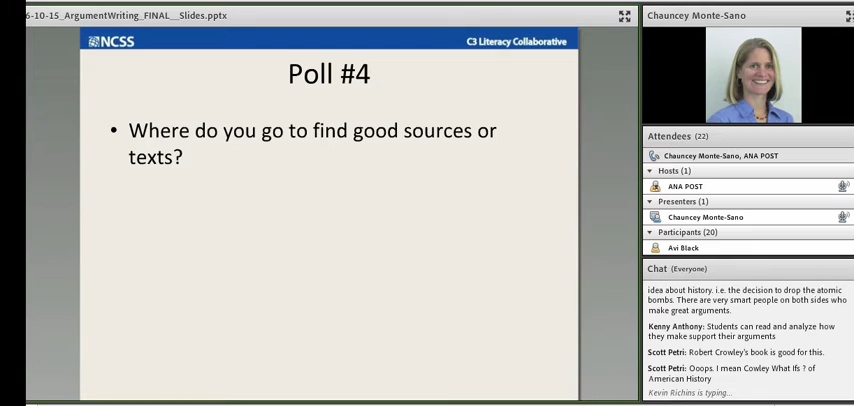 6-10-15_ArgumentWriting_FINAL__Slides.pptx
NCSS
C3 Literacy Collaborative
Poll #4
• Where do you go to find good sources or
texts?
Chauncey Monte-Sano
Attendees (22)
Chauncey Monte-Sano, ANA POST
Hosts (1)
ANA POST
Presenters (1)
Chauncey Monte-Sano
Participants (20)
Avi Black
Chat (Everyone)
idea about history. i.e. the decision to drop the atomic
bombs. There are very smart people on both sides who
make great arguments.
Kenny Anthony: Students can read and analyze how
they make support their arguments
Scott Petri: Robert Crowley's book is good for this.
Scott Petri: Ooops. I mean Cowley What Ifs ? of
American History
Kevin Richins is typing...